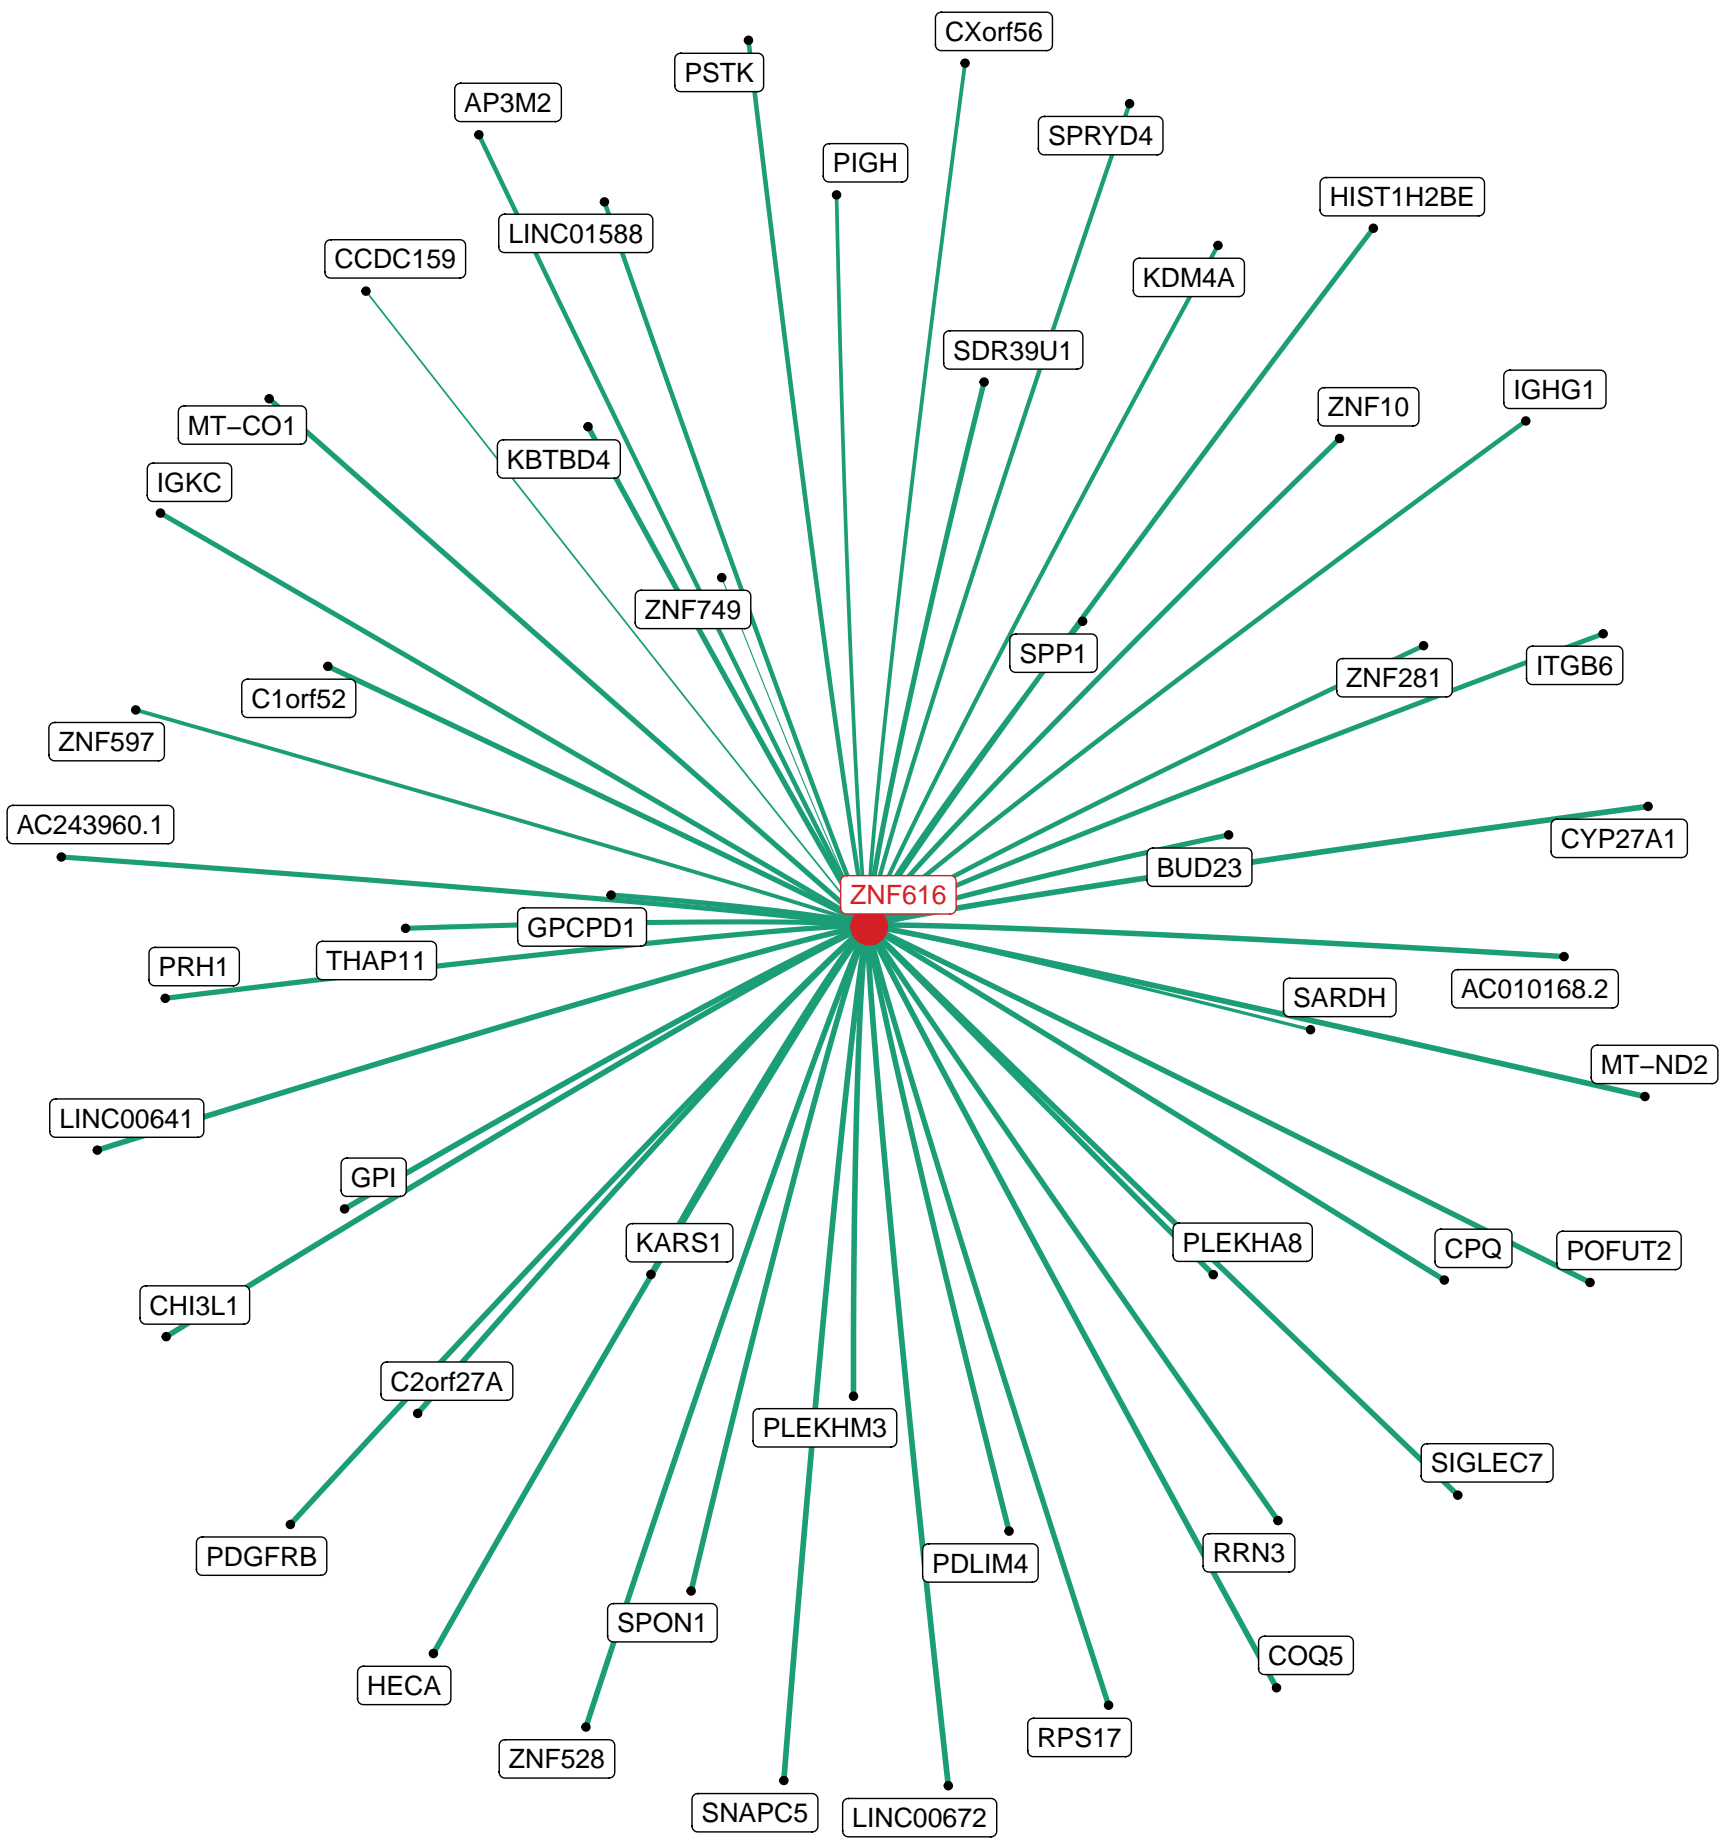 CXorf56
PSTK
AP3M2
SPRYD4
PIGH
HIST1H2BE
LINC01588
CCDC159
KDM4A
SDR39U1
IGHG1
ZNF10
MT−CO1
KBTBD4
IGKC
ZNF749
SPP1
ITGB6
ZNF281
C1orf52
ZNF597
AC243960.1
CYP27A1
BUD23
ZNF616
GPCPD1
THAP11
PRH1
AC010168.2
SARDH
MT−ND2
LINC00641
GPI
KARS1
PLEKHA8
CPQ
POFUT2
CHI3L1
C2orf27A
PLEKHM3
SIGLEC7
PDGFRB
RRN3
PDLIM4
SPON1
COQ5
HECA
RPS17
ZNF528
SNAPC5
LINC00672